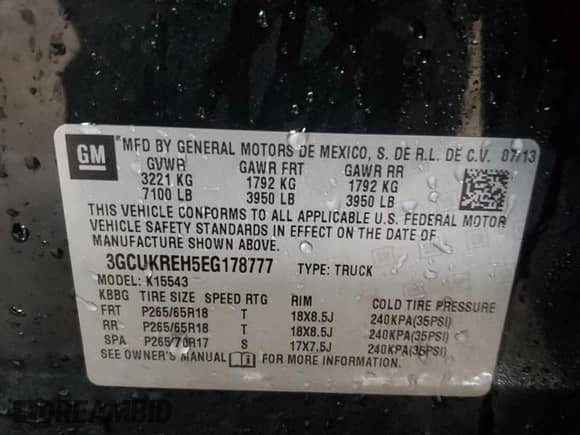 GM ®MFD BY GENERAL MOTORS DE MEXICO, S. DE R.L. DE C.V. 07/13
GVWR GAWR FRT GAWR RR
3221 KG 1792 KG 1792 KG
7100 LB 3950 LB 3950 LB
THIS VEHICLE CONFORMS TO ALL APPLICABLE U.S. FEDERAL MOTOR
VEHICLE SAFETY STANDARDS IN EFFECT ON THE DATE OF
MANUFACTURE SHOWN ABOVE.
3GCUKREH5EG178777 TYPE: TRUCK
MODEL: K15543
KBBG TIRE SIZE SPEED RTG RIM COLD TIRE PRESSURE
FRT P265/65R18 T 18X8.5J 240KPA(35PSI)
RR P265/65R18 T 18X8.5J 240KPA(35PSI)
SPA P265/70R17 S 17X7.5J 240KPA(35PSI)
SEE OWNER'S MANUAL FOR MORE INFORMATION.
STOREAMBID